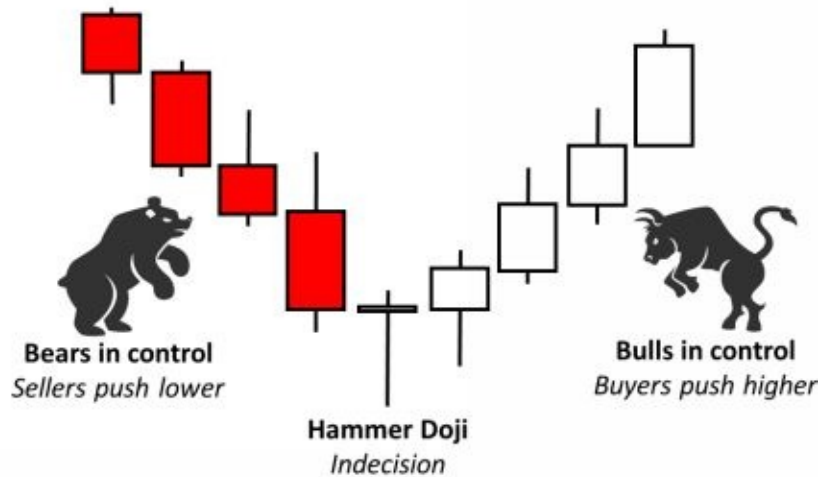 Bears in control
Sellers push lower
Hammer Doji
Indecision
Bulls in control
Buyers push higher